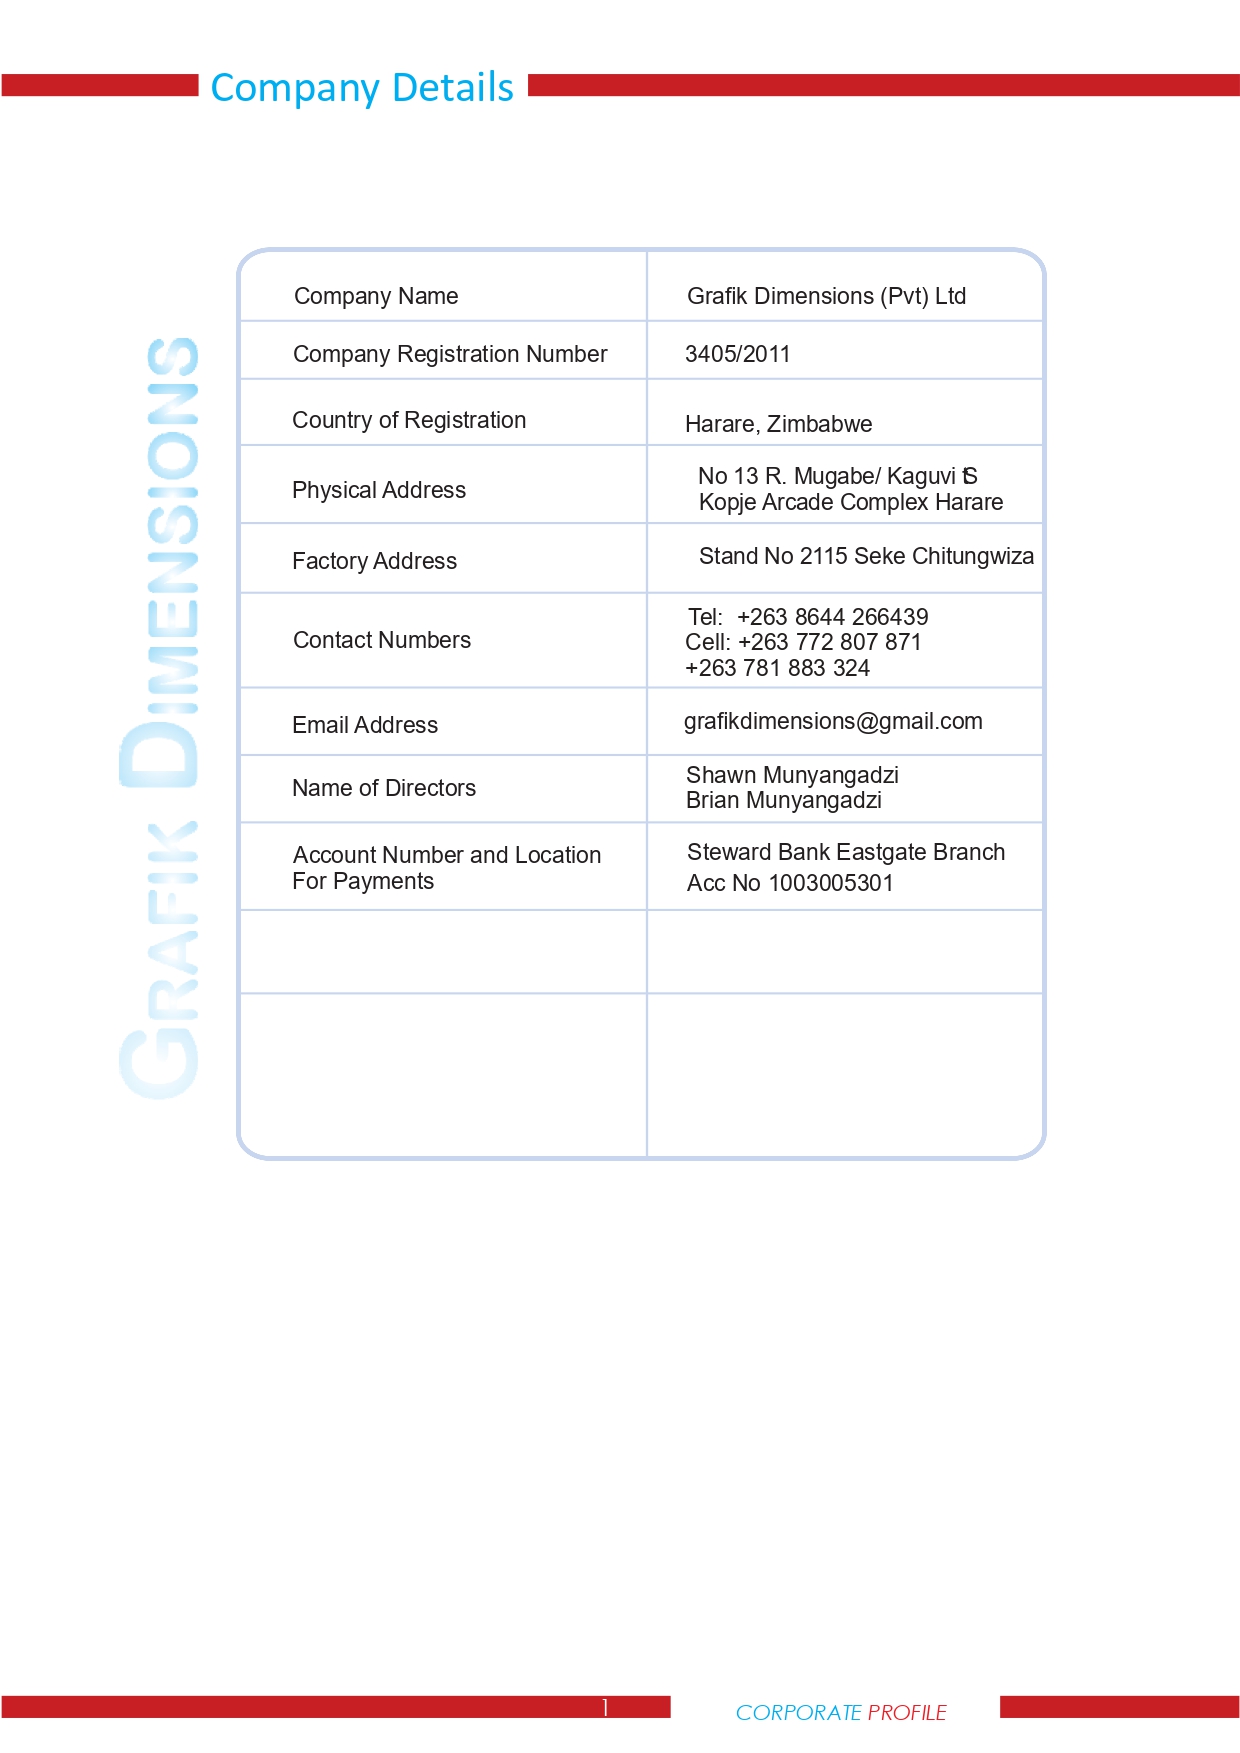 Company Details
GRAFIK DIMENSIONS
Company Name
Grafik Dimensions (Pvt) Ltd
Company Registration Number
3405/2011
Country of Registration
Harare, Zimbabwe
Physical Address
No 13 R. Mugabe/ Kaguvi St
Kopje Arcade Complex Harare
Factory Address
Stand No 2115 Seke Chitungwiza
Contact Numbers
Tel: +263 8644 266439
Cell: +263 772 807 871
+263 781 883 324
Email Address
grafikdimensions@gmail.com
Name of Directors
Shawn Munyangadzi
Brian Munyangadzi
Account Number and Location
For Payments
Steward Bank Eastgate Branch
Acc No 1003005301
1
CORPORATE PROFILE